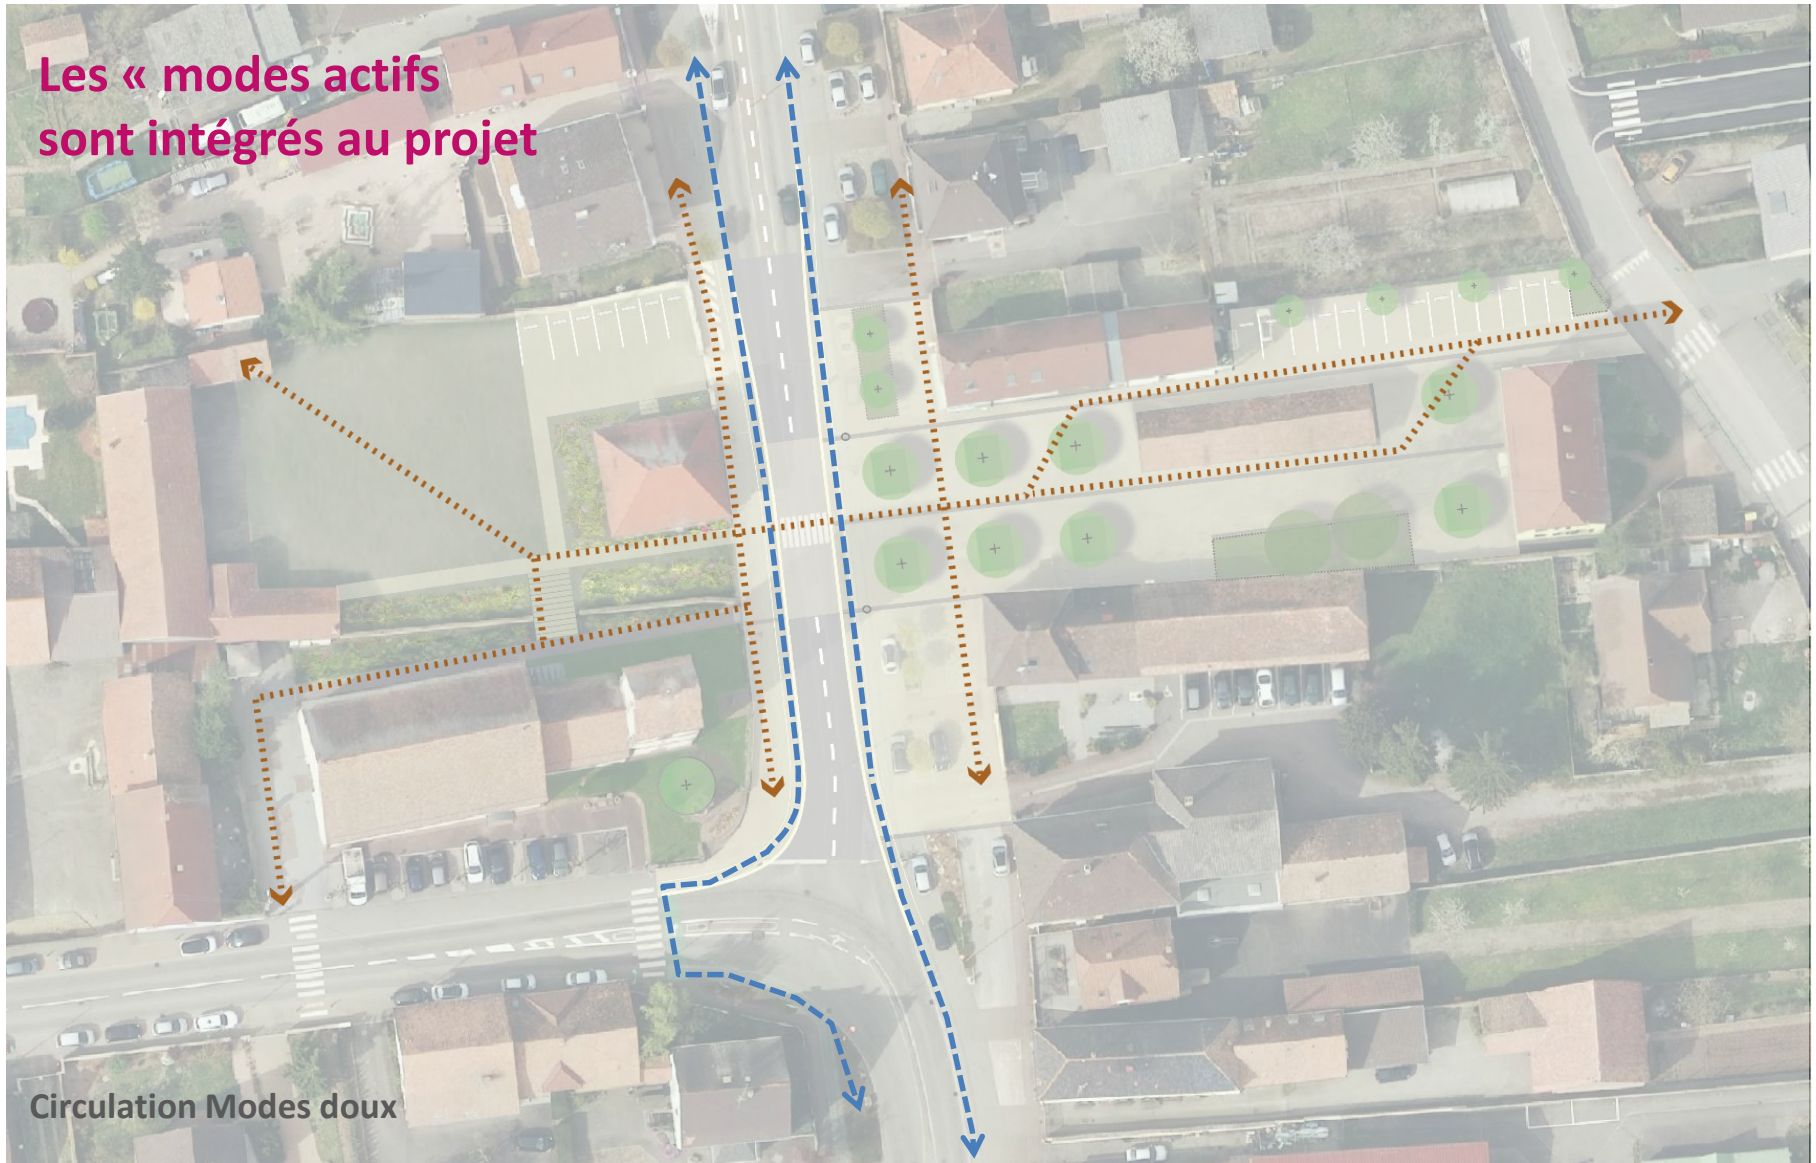 Les « modes actifs
sont intégrés au projet
Circulation Modes doux